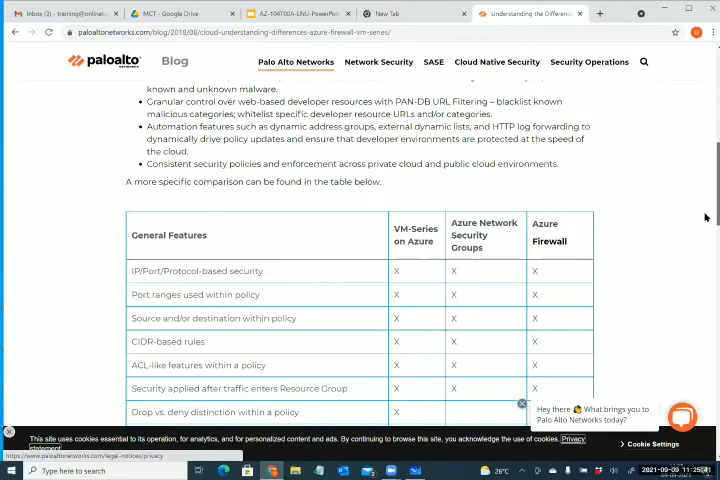 Inbox (3) - training@onlineti
MCT - Google Drive
AZ-104T00A-ENU-PowerPoin
New Tab
Understanding the Differenc
paloaltonetworks.com/blog/2018/08/cloud-understanding-differences-azure-firewall-vm-series/
G
paloalto
NETWORKS
Blog
Palo Alto Networks
Network Security
SASE
Cloud Native Security
Security Operations
known and unknown malware.
• Granular control over web-based developer resources with PAN-DB URL Filtering – blacklist known
malicious categories; whitelist specific developer resource URLs and/or categories.
• Automation features such as dynamic address groups, external dynamic lists, and HTTP log forwarding to
dynamically drive policy updates and ensure that developer environments are protected at the speed of
the cloud.
• Consistent security policies and enforcement across private cloud and public cloud environments.
A more specific comparison can be found in the table below.
General Features
VM-Series
on Azure
Azure Network
Security
Groups
Azure
Firewall
IP/Port/Protocol-based security X X X
Port ranges used within policy X X X
Source and/or destination within policy X X X
CIDR-based rules X X X
ACL-like features within a policy X X X
Security applied after traffic enters Resource Group X X X
Drop vs. deny distinction within a policy X
Hey there 👋 What brings you to
Palo Alto Networks today?
This site uses cookies essential to its operation, for analytics, and for personalized content and ads. By continuing to browse this site, you acknowledge the use of cookies. Privacy
statement
Cookie Settings
https://www.paloaltonetworks.com/legal-notices/privacy
Type here to search
26°C
2021-09-09 11:25:41